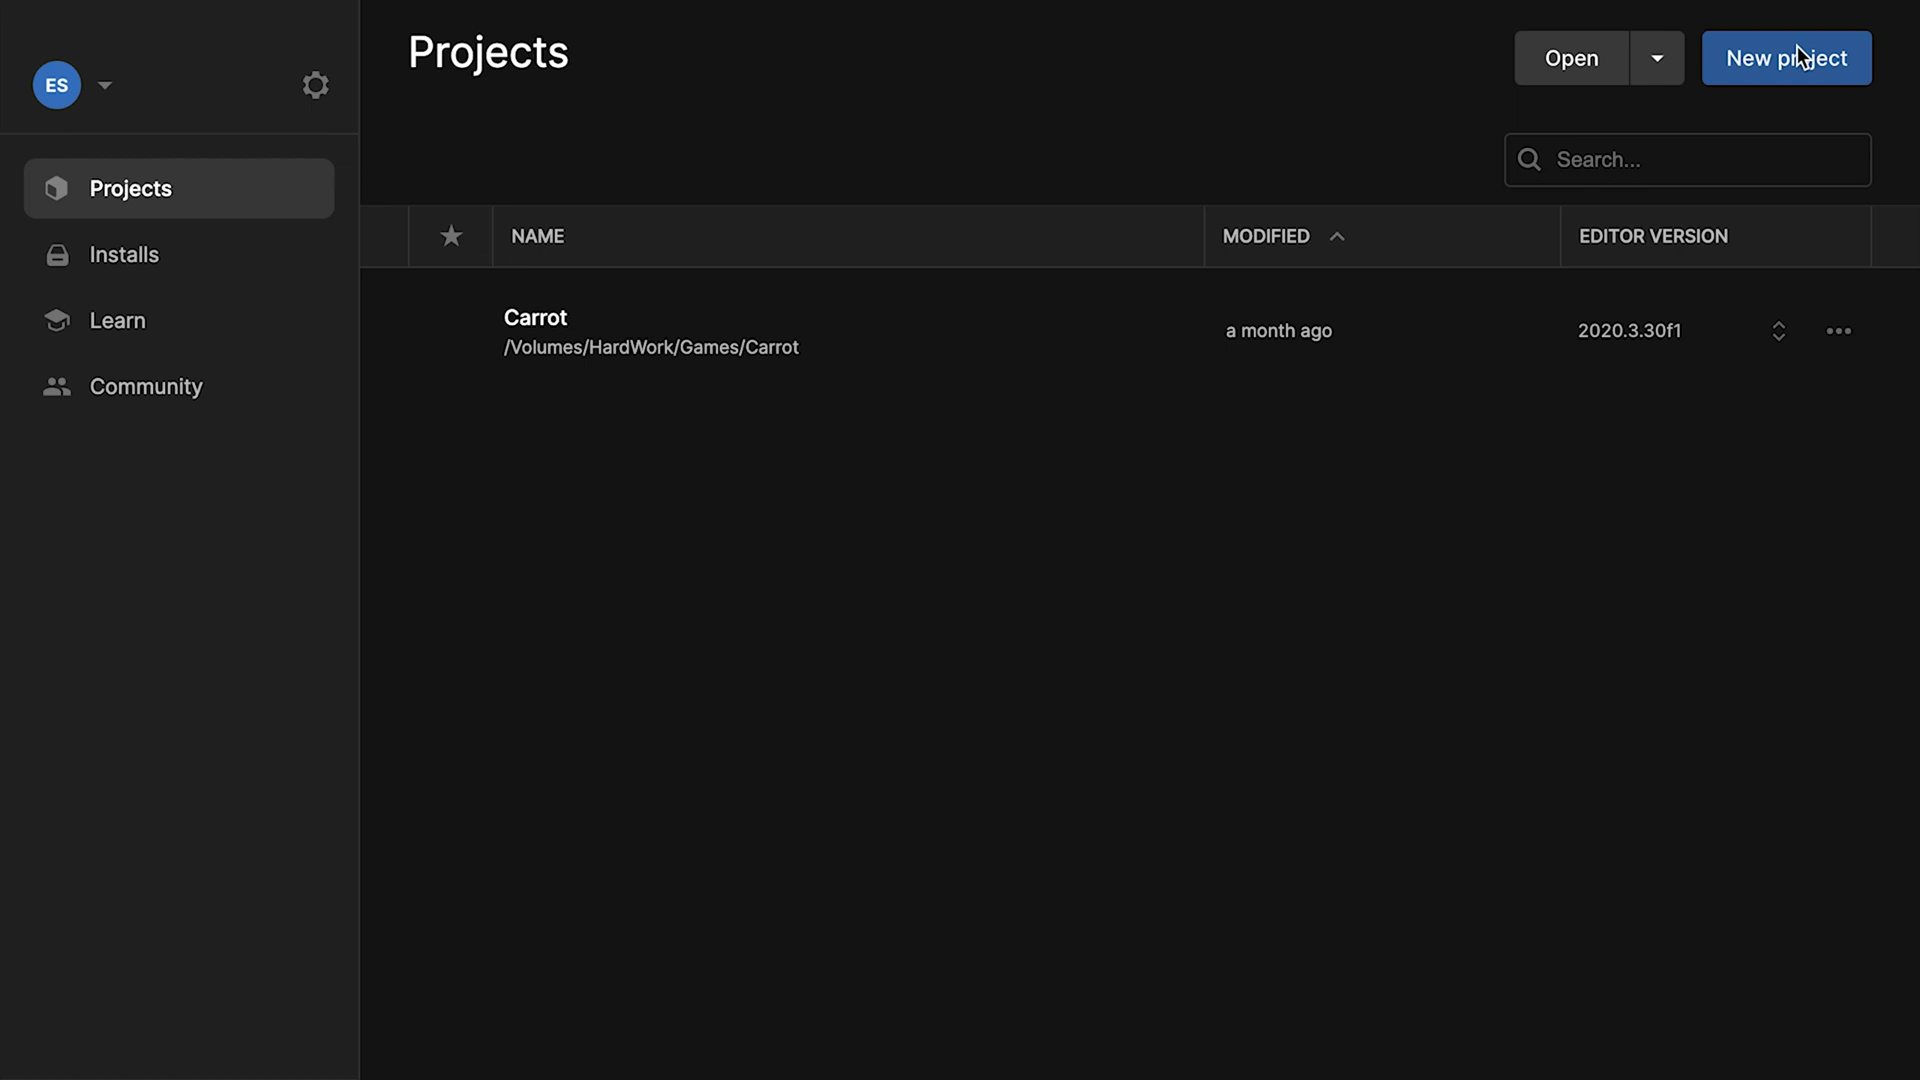 Projects
Open
New project
ES
Search...
Projects
Installs
Learn
Community
NAME
MODIFIED
EDITOR VERSION
Carrot
/Volumes/HardWork/Games/Carrot
a month ago
2020.3.30f1